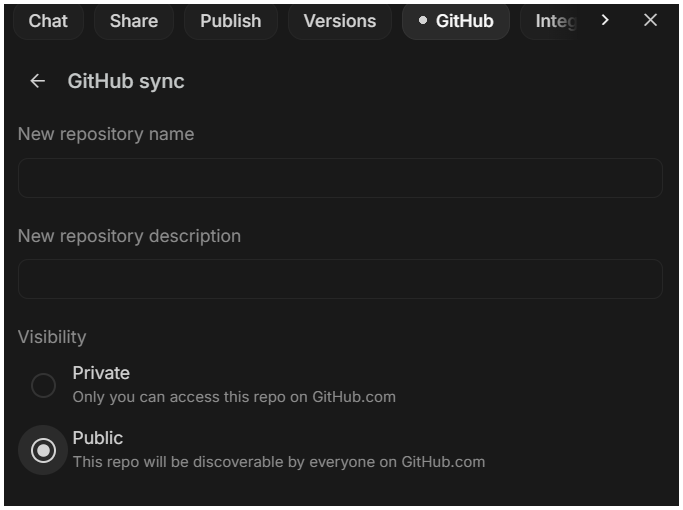 Chat Share Publish Versions GitHub Integ
GitHub sync
New repository name
New repository description
Visibility
Private
Only you can access this repo on GitHub.com
Public
This repo will be discoverable by everyone on GitHub.com